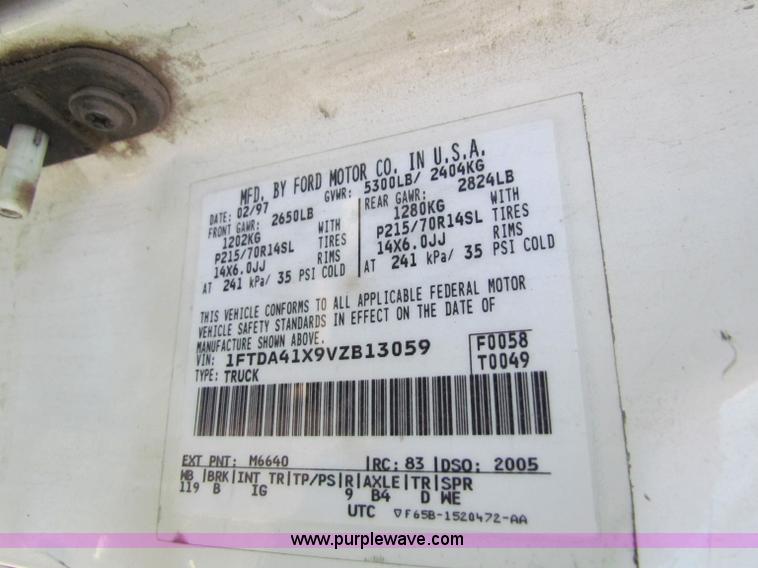 MFD. BY FORD MOTOR CO. IN U.S.A.
DATE: 02/97 GVWR: 5300LB/ 2404KG
FRONT GAWR: 2650LB REAR GAWR: 2824LB
1202KG WITH 1280KG WITH
P215/70R14SL TIRES P215/70R14SL TIRES
14X6.0JJ RIMS 14X6.0JJ RIMS
AT 241 kPa/ 35 PSI COLD AT 241 kPa/ 35 PSI COLD
THIS VEHICLE CONFORMS TO ALL APPLICABLE FEDERAL MOTOR
VEHICLE SAFETY STANDARDS IN EFFECT ON THE DATE OF
MANUFACTURE SHOWN ABOVE.
VIN: 1FTDA41X9VZB13059 F0058
TYPE: TRUCK T0049
EXT PNT: M6640 |RC: 83 |DSO: 2005
WB |BRK|INT TR|TP/PS|R|AXLE|TR|SPR
119 B IG 9 B4 D WE
UTC ▽F65B-1520472-AA
www.purplewave.com